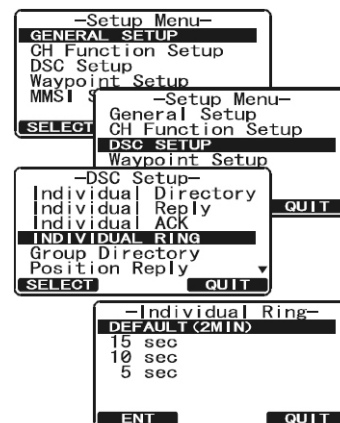 —Setup Menu—
GENERAL SETUP
CH Function Setup
DSC Setup
Waypoint Setup
MMSI S
SELECT
—Setup Menu—
General Setup
CH Function Setup
DSC SETUP
Waypoint Setup
QUIT
—DSC Setup—
Individual Directory
Individual Reply
Individual ACK
INDIVIDUAL RING
Group Directory
Position Reply ▼
SELECT QUIT
—Individual Ring—
DEFAULT(2MIN)
15 sec
10 sec
5 sec
ENT QUIT